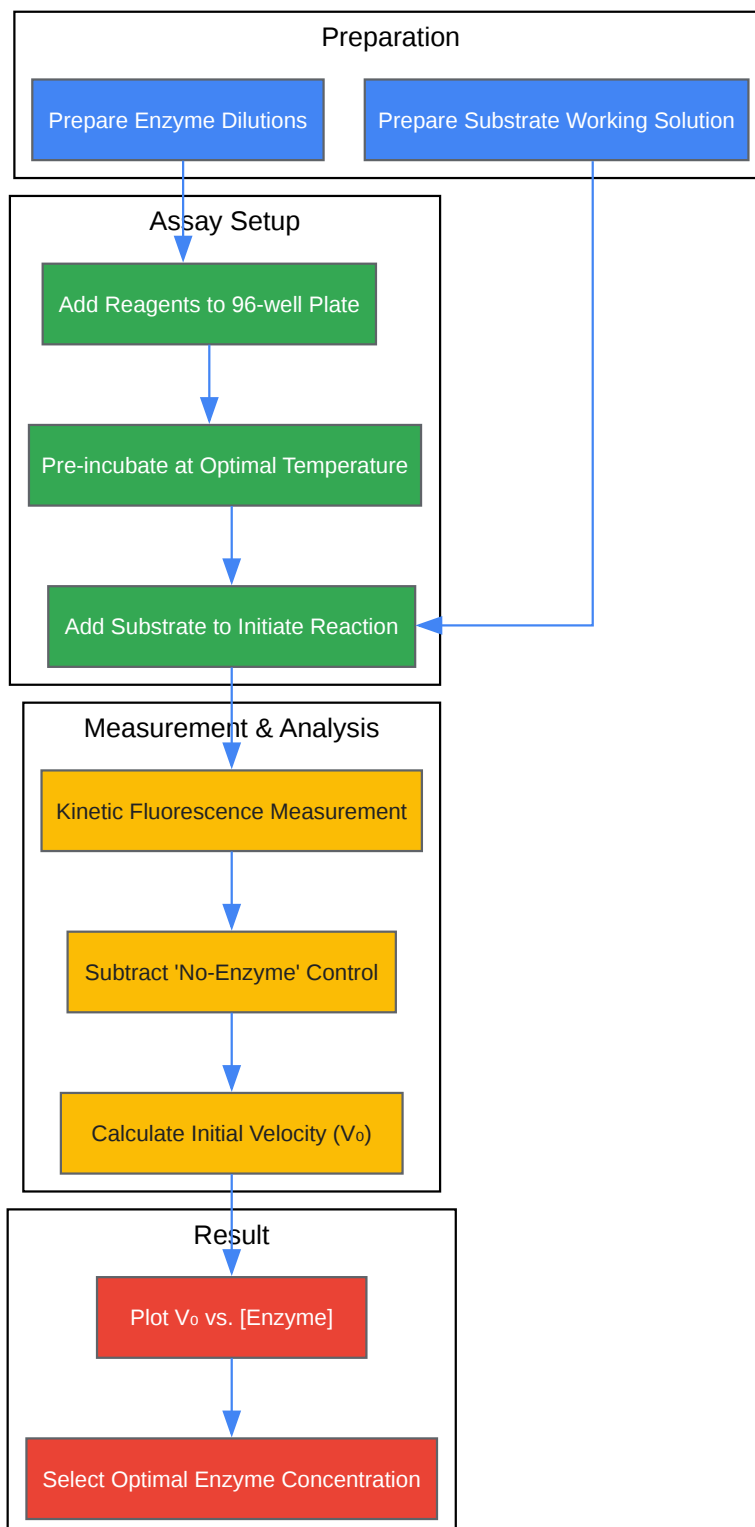 Preparation
Prepare Enzyme Dilutions
Prepare Substrate Working Solution
Assay Setup
Add Reagents to 96-well Plate
Pre-incubate at Optimal Temperature
Add Substrate to Initiate Reaction
Measurement & Analysis
Kinetic Fluorescence Measurement
Subtract 'No-Enzyme' Control
Calculate Initial Velocity (V₀)
Result
Plot V₀ vs. [Enzyme]
Select Optimal Enzyme Concentration